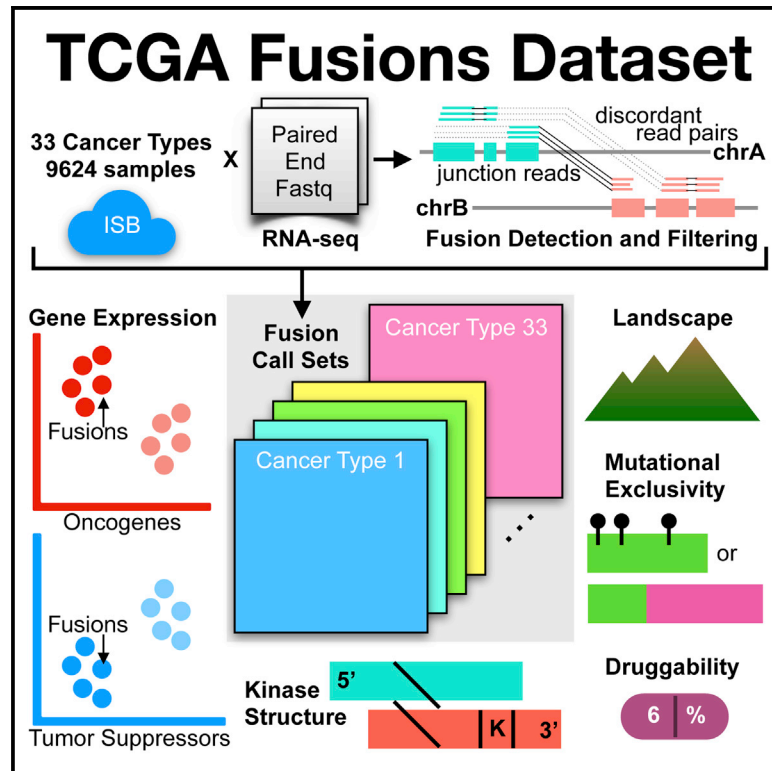 TCGA Fusions Dataset
33 Cancer Types
9624 samples
ISB
X
Paired
End
Fastq
RNA-seq
discordant
read pairs
chrA
junction reads
chrB
Fusion Detection and Filtering
Gene Expression
Fusions
Oncogenes
Fusions
Tumor Suppressors
Fusion
Call Sets
Cancer Type 33
Cancer Type 1
Kinase
Structure
5’
K
3’
Landscape
Mutational
Exclusivity
or
Druggability
6 %